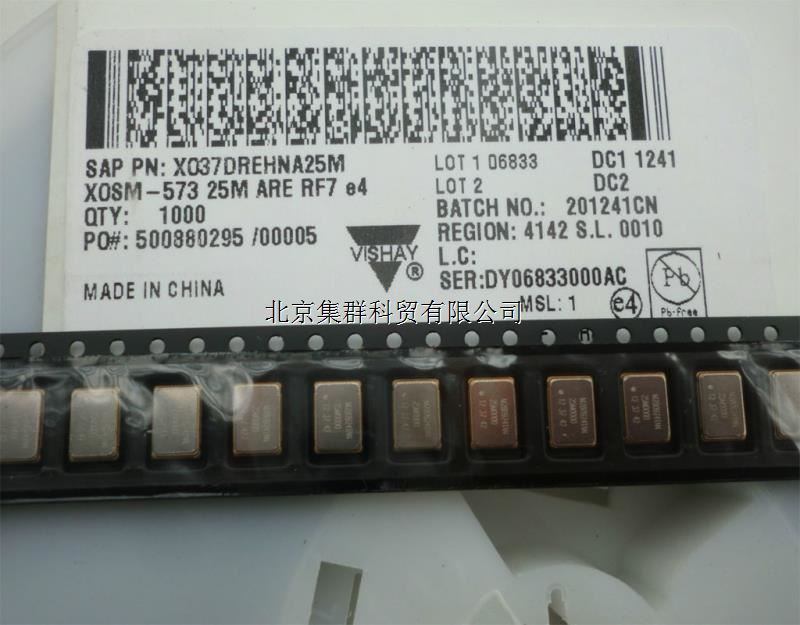 SAP PN: XO37DREHNA25M
XOSM-573 25M ARE RF7 e4
QTY: 1000
PO#: 500880295 /00005
MADE IN CHINA
VISHAY
®
LOT 1 06833 DC1 1241
LOT 2 DC2
BATCH NO.: 201241CN
REGION: 4142 S.L. 0010
L.C:
SER:DY06833000AC
MSL: 1
e4
Pb
Pb-free
北京集群科贸有限公司